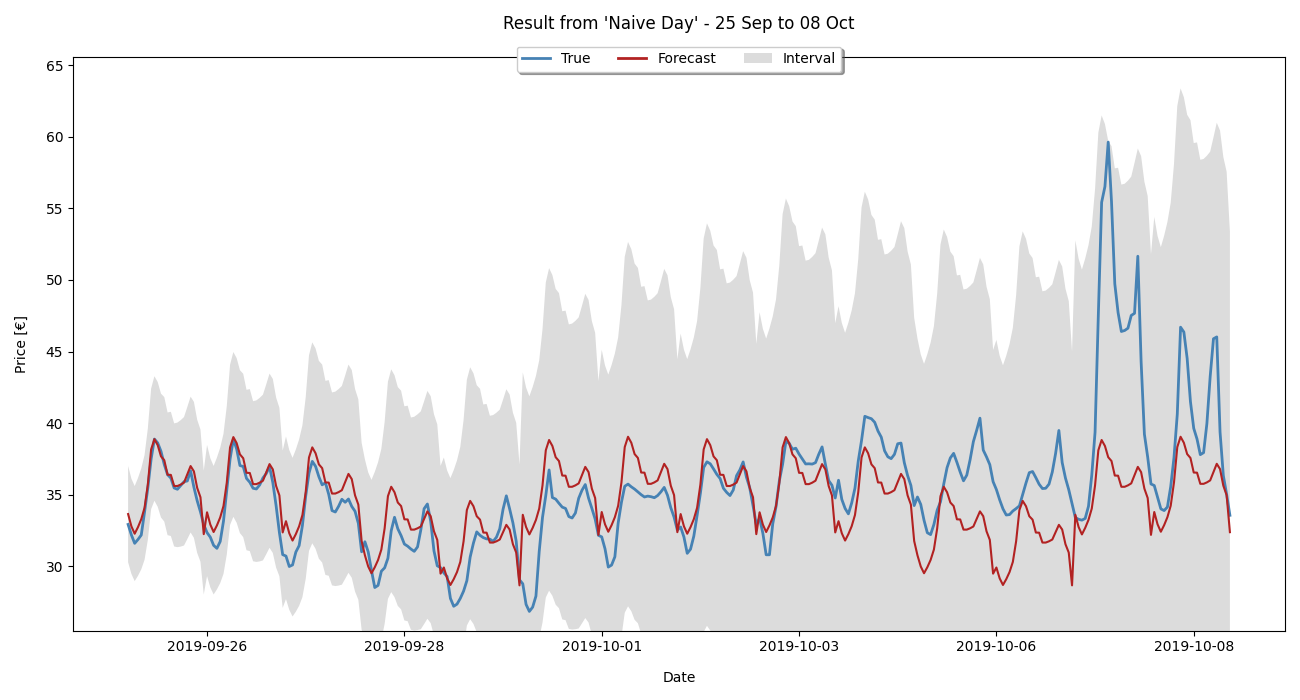 Result from 'Naive Day' - 25 Sep to 08 Oct
True Forecast Interval
65
60
55
50
45
40
35
30
Price [€]
2019-09-26 2019-09-28 2019-10-01 2019-10-03 2019-10-06 2019-10-08
Date